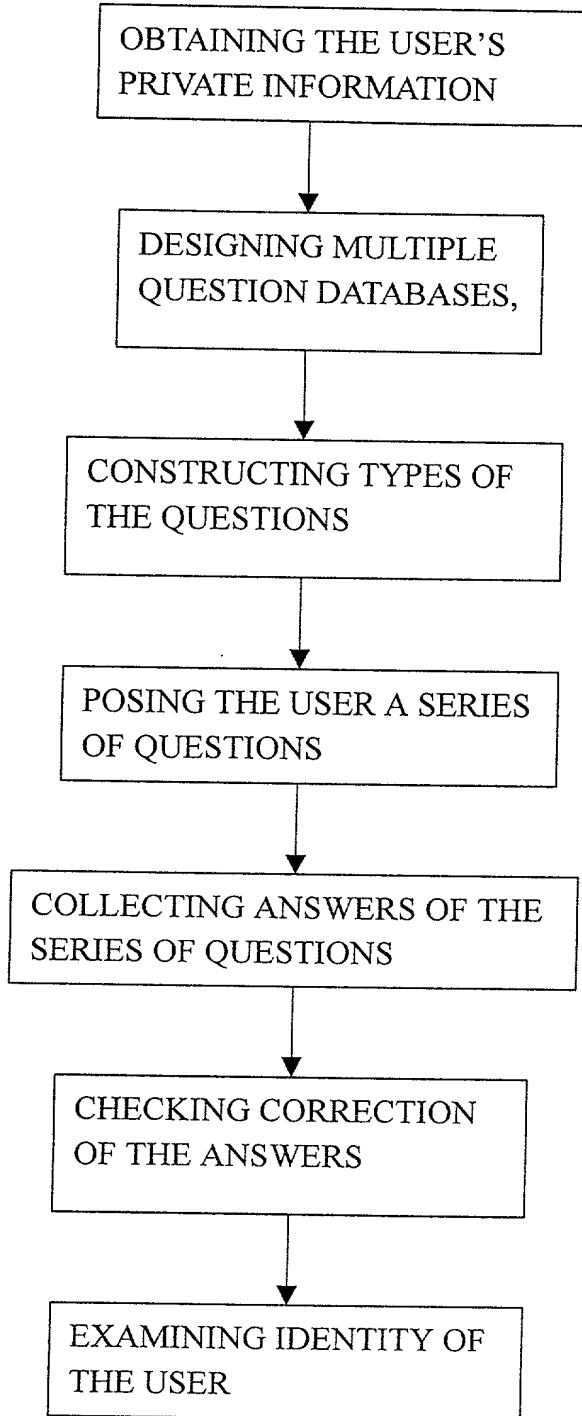 OBTAINING THE USER'S
PRIVATE INFORMATION
DESIGNING MULTIPLE
QUESTION DATABASES,
CONSTRUCTING TYPES OF
THE QUESTIONS
POSING THE USER A SERIES
OF QUESTIONS
COLLECTING ANSWERS OF THE
SERIES OF QUESTIONS
CHECKING CORRECTION
OF THE ANSWERS
EXAMINING IDENTITY OF
THE USER